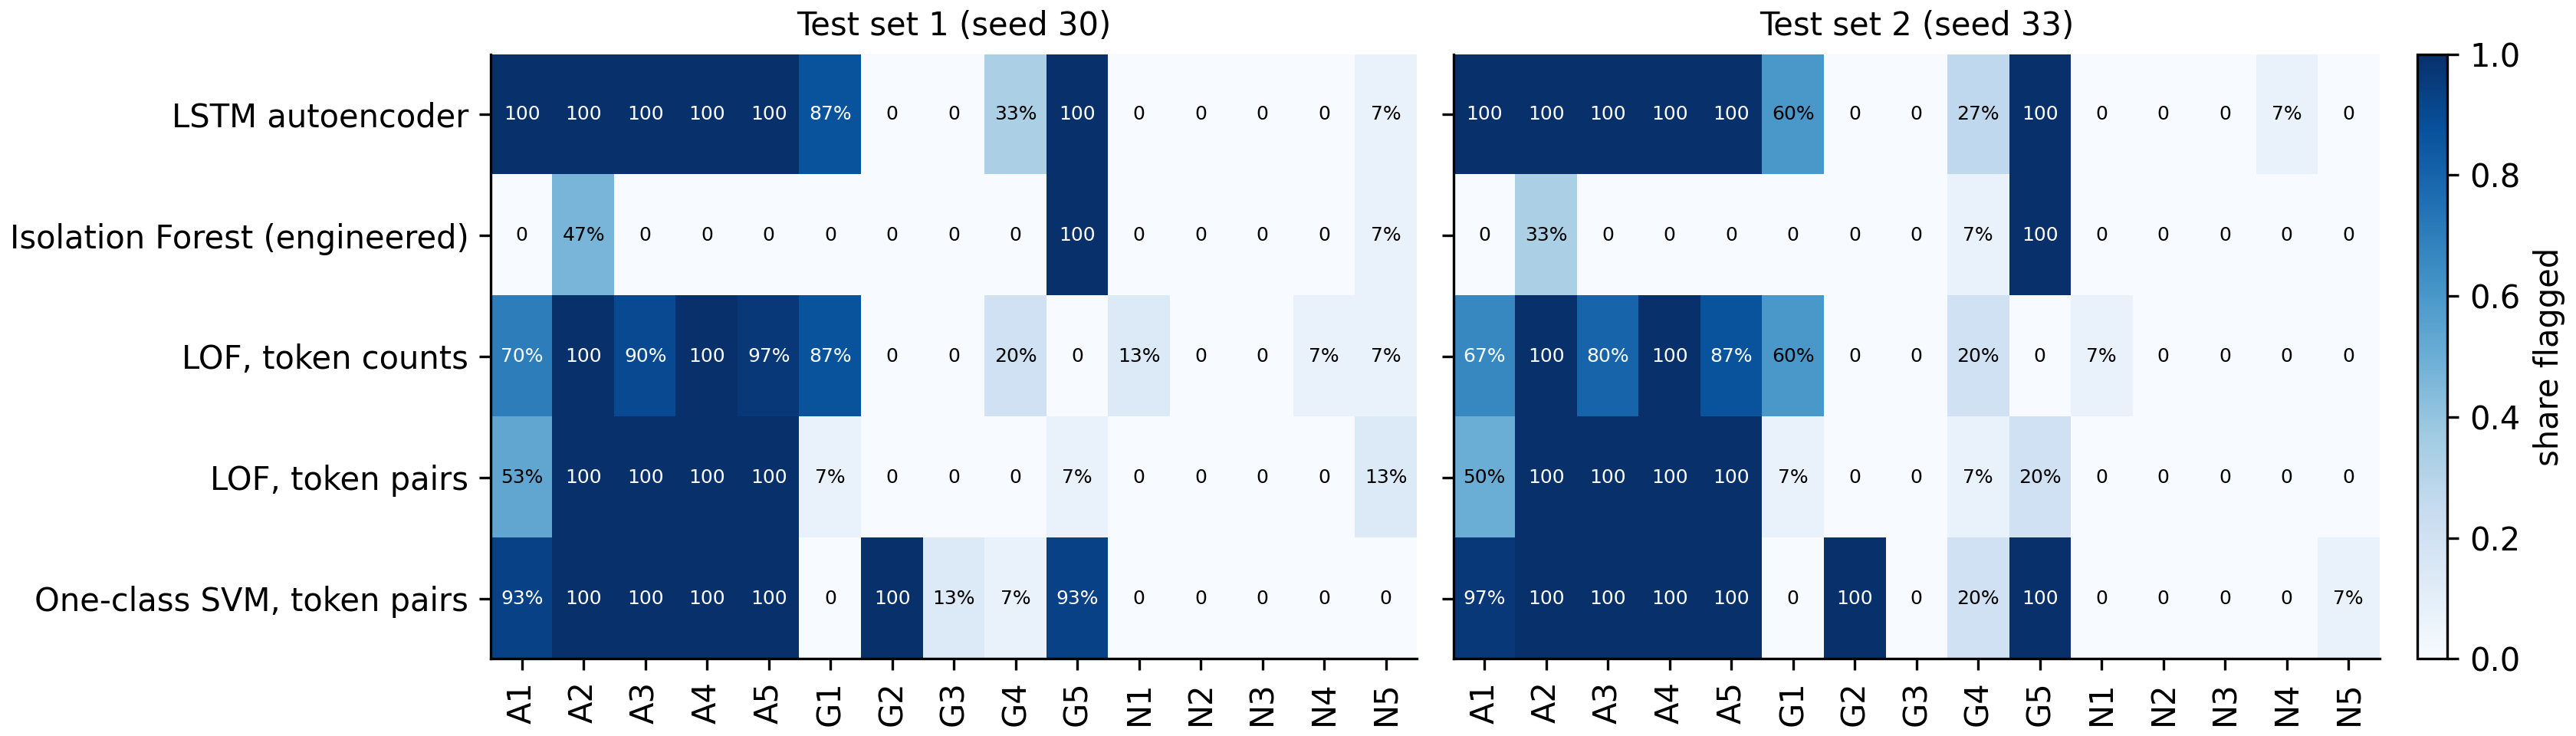 Test set 1 (seed 30) Test set 2 (seed 33)
LSTM autoencoder 100 100 100 100 100 87% 0 0 33% 100 0 0 0 0 7% 100 100 100 100 100 60% 0 0 27% 100 0 0 0 7% 0
Isolation Forest (engineered) 0 47% 0 0 0 0 0 0 0 100 0 0 0 0 7% 0 33% 0 0 0 0 0 0 7% 100 0 0 0 0 0
LOF, token counts 70% 100 90% 100 97% 87% 0 0 20% 0 13% 0 0 7% 7% 67% 100 80% 100 87% 60% 0 0 20% 0 7% 0 0 0 0
LOF, token pairs 53% 100 100 100 100 7% 0 0 0 7% 0 0 0 0 13% 50% 100 100 100 100 7% 0 0 7% 20% 0 0 0 0 0
One-class SVM, token pairs 93% 100 100 100 100 0 100 13% 7% 93% 0 0 0 0 0 97% 100 100 100 100 0 100 0 20% 100 0 0 0 0 7%
A1 A2 A3 A4 A5 G1 G2 G3 G4 G5 N1 N2 N3 N4 N5 A1 A2 A3 A4 A5 G1 G2 G3 G4 G5 N1 N2 N3 N4 N5
1.0
0.8
0.6
0.4
0.2
0.0
share flagged